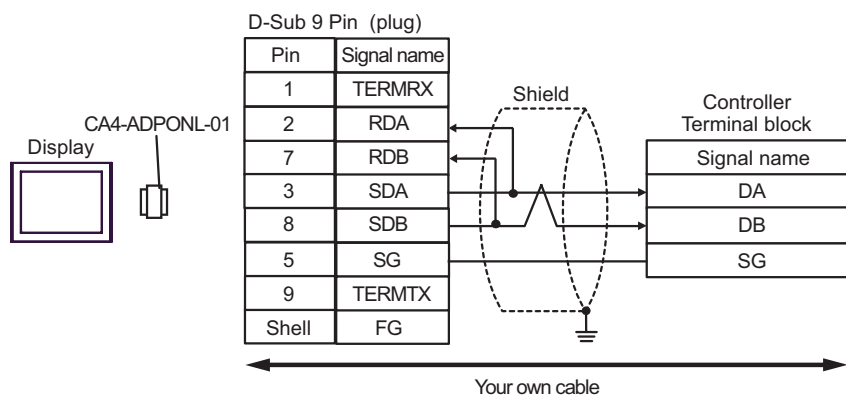 D-Sub 9 Pin (plug)
Pin Signal name
1 TERMRX
2 RDA
7 RDB
3 SDA
8 SDB
5 SG
9 TERMTX
Shell FG
CA4-ADPONL-01
Display
Shield
Controller
Terminal block
Signal name
DA
DB
SG
Your own cable